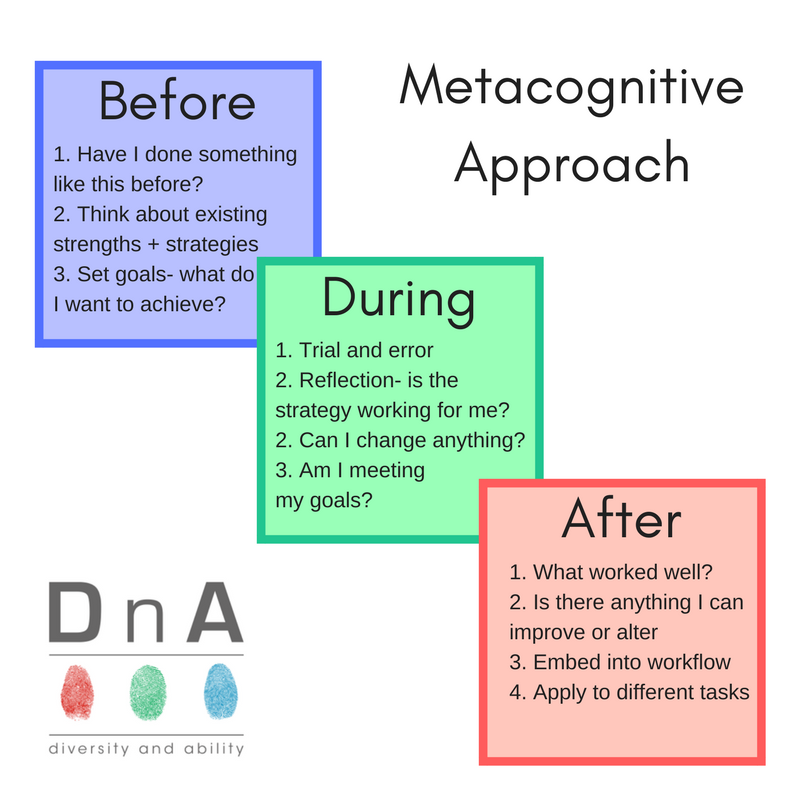 Metacognitive
Approach
Before
1. Have I done something
like this before?
2. Think about existing
strengths + strategies
3. Set goals- what do
I want to achieve?
During
1. Trial and error
2. Reflection- is the
strategy working for me?
2. Can I change anything?
3. Am I meeting
my goals?
After
1. What worked well?
2. Is there anything I can
improve or alter
3. Embed into workflow
4. Apply to different tasks
DnA
diversity and ability